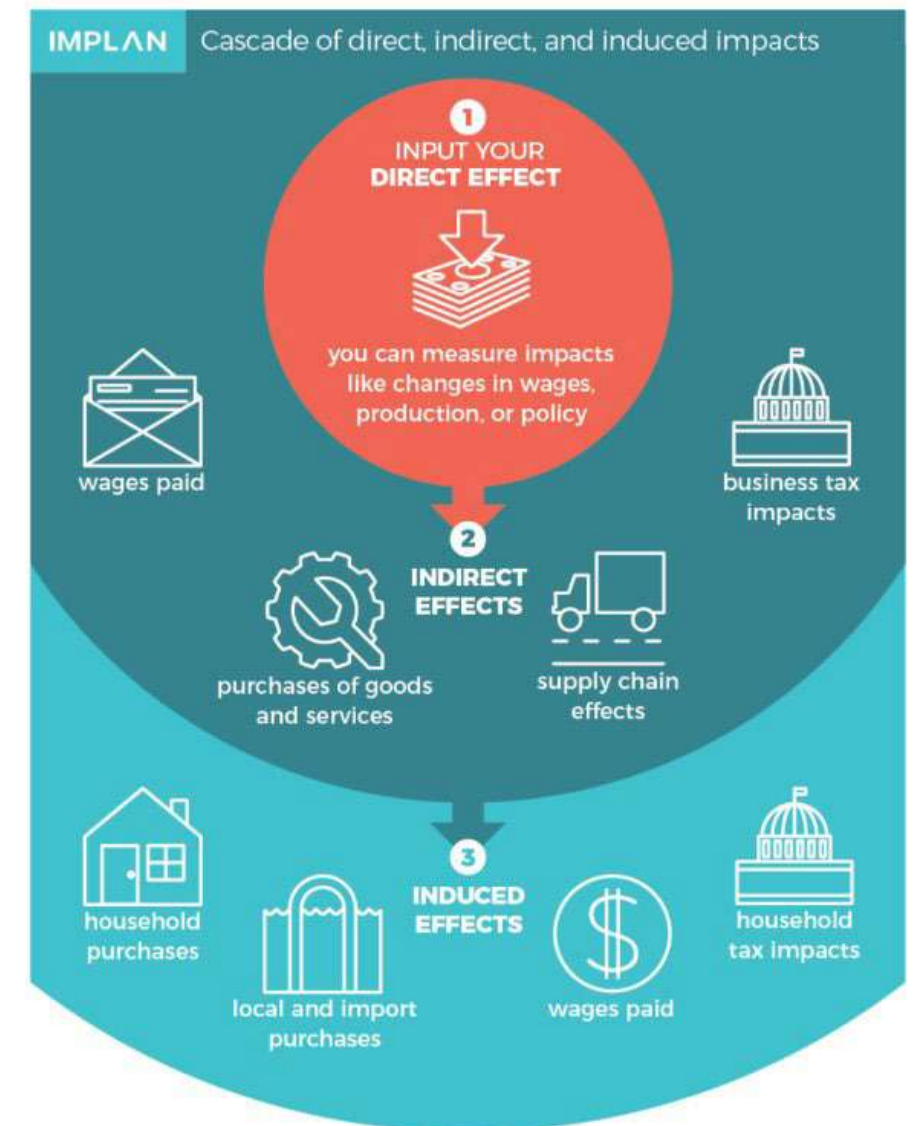 IMPLAN
Cascade of direct, indirect, and induced impacts
1
INPUT YOUR
DIRECT EFFECT
you can measure impacts
like changes in wages,
production, or policy
wages paid
business tax
impacts
2
INDIRECT
EFFECTS
purchases of goods
and services
supply chain
effects
3
INDUCED
EFFECTS
household
purchases
local and import
purchases
wages paid
household
tax impacts